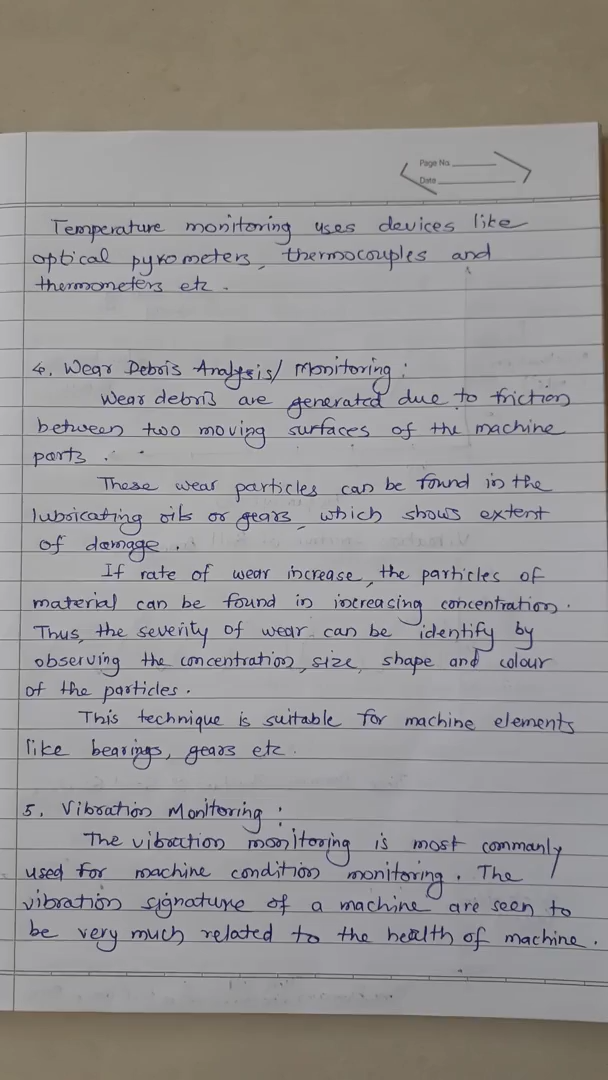 Page No.
Date
Temperature monitoring uses devices like
optical pyrometers, thermocouples and
thermometers etc.
4. Wear Debris Analysis/ Monitoring:
Wear debris are generated due to friction
between two moving surfaces of the machine
parts.
These wear particles can be found in the
lubricating oils or gears, which shows extent
of damage.
If rate of wear increase, the particles of
material can be found in increasing concentration.
Thus, the severity of wear can be identify by
observing the concentration, size, shape and colour
of the particles.
This technique is suitable for machine elements
like bearings, gears etc.
5. Vibration Monitoring:
The vibration monitoring is most commanly
used for machine condition monitoring. The
vibration signature of a machine are seen to
be very much related to the health of machine.